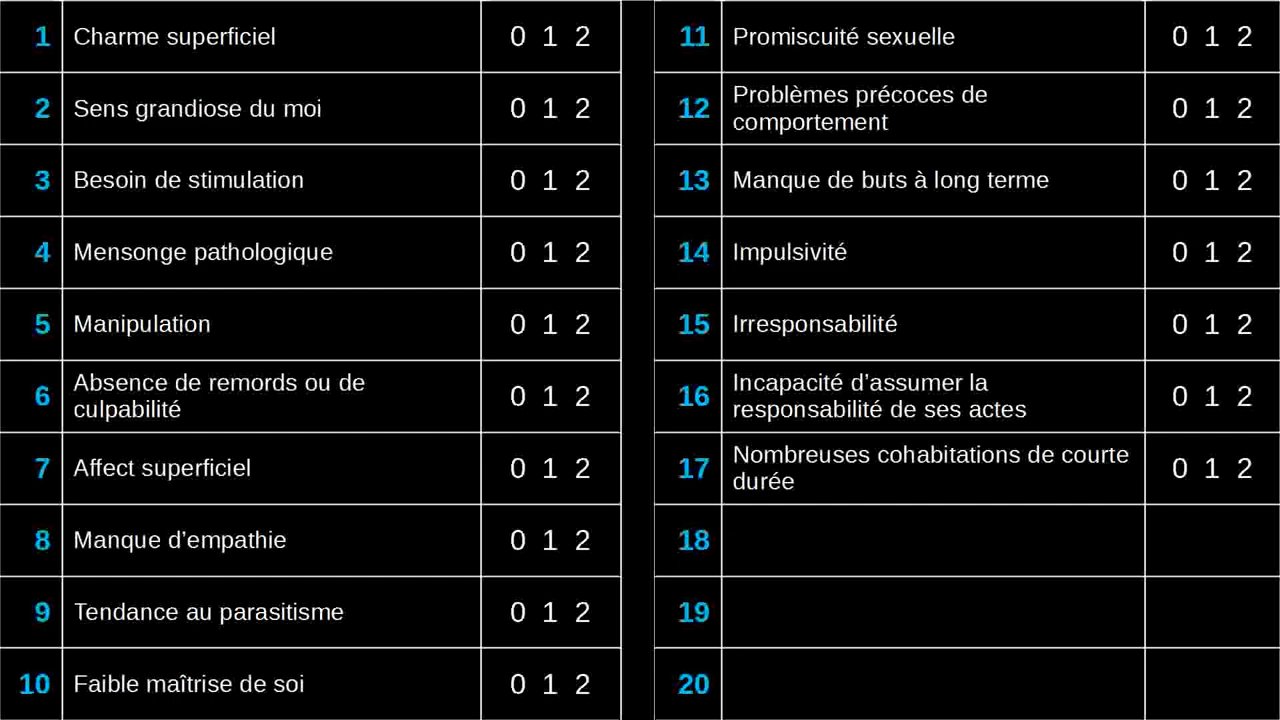 1 Charme superficiel 0 1 2
2 Sens grandiose du moi 0 1 2
3 Besoin de stimulation 0 1 2
4 Mensonge pathologique 0 1 2
5 Manipulation 0 1 2
6 Absence de remords ou de
culpabilité 0 1 2
7 Affect superficiel 0 1 2
8 Manque d’empathie 0 1 2
9 Tendance au parasitisme 0 1 2
10 Faible maîtrise de soi 0 1 2
11 Promiscuité sexuelle 0 1 2
12 Problèmes précoces de
comportement 0 1 2
13 Manque de buts à long terme 0 1 2
14 Impulsivité 0 1 2
15 Irresponsabilité 0 1 2
16 Incapacité d’assumer la
responsabilité de ses actes 0 1 2
17 Nombreuses cohabitations de courte
durée 0 1 2
18
19
20